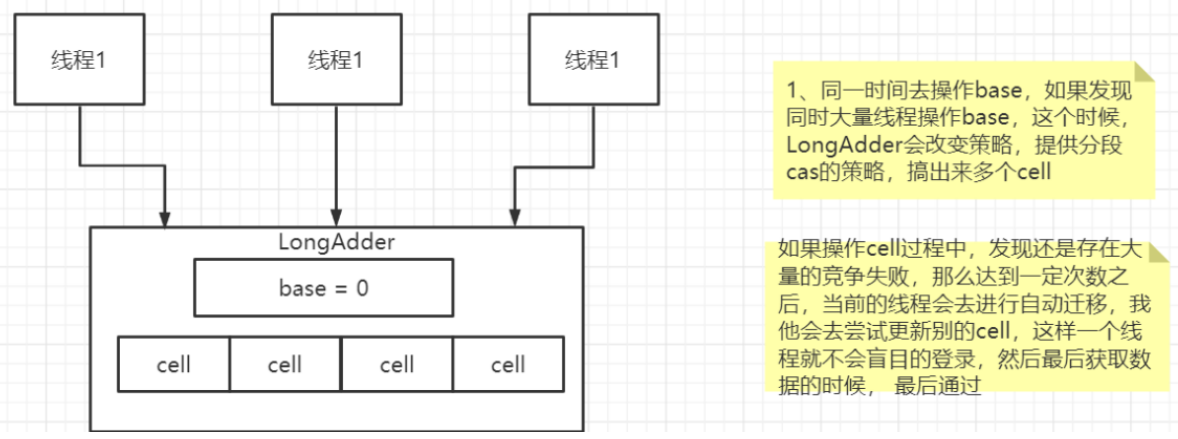 线程1
线程1
线程1
LongAdder
base = 0
cell
cell
cell
cell
1、同一时间去操作base，如果发现
同时大量线程操作base，这个时候，
LongAdder会改变策略，提供分段
cas的策略，搞出来多个cell
如果操作cell过程中，发现还是存在大
量的竞争失败，那么达到一定次数之
后，当前的线程会去进行自动迁移，我
他会去尝试更新别的cell，这样一个线
程就不会盲目的登录，然后最后获取数
据的时候， 最后通过